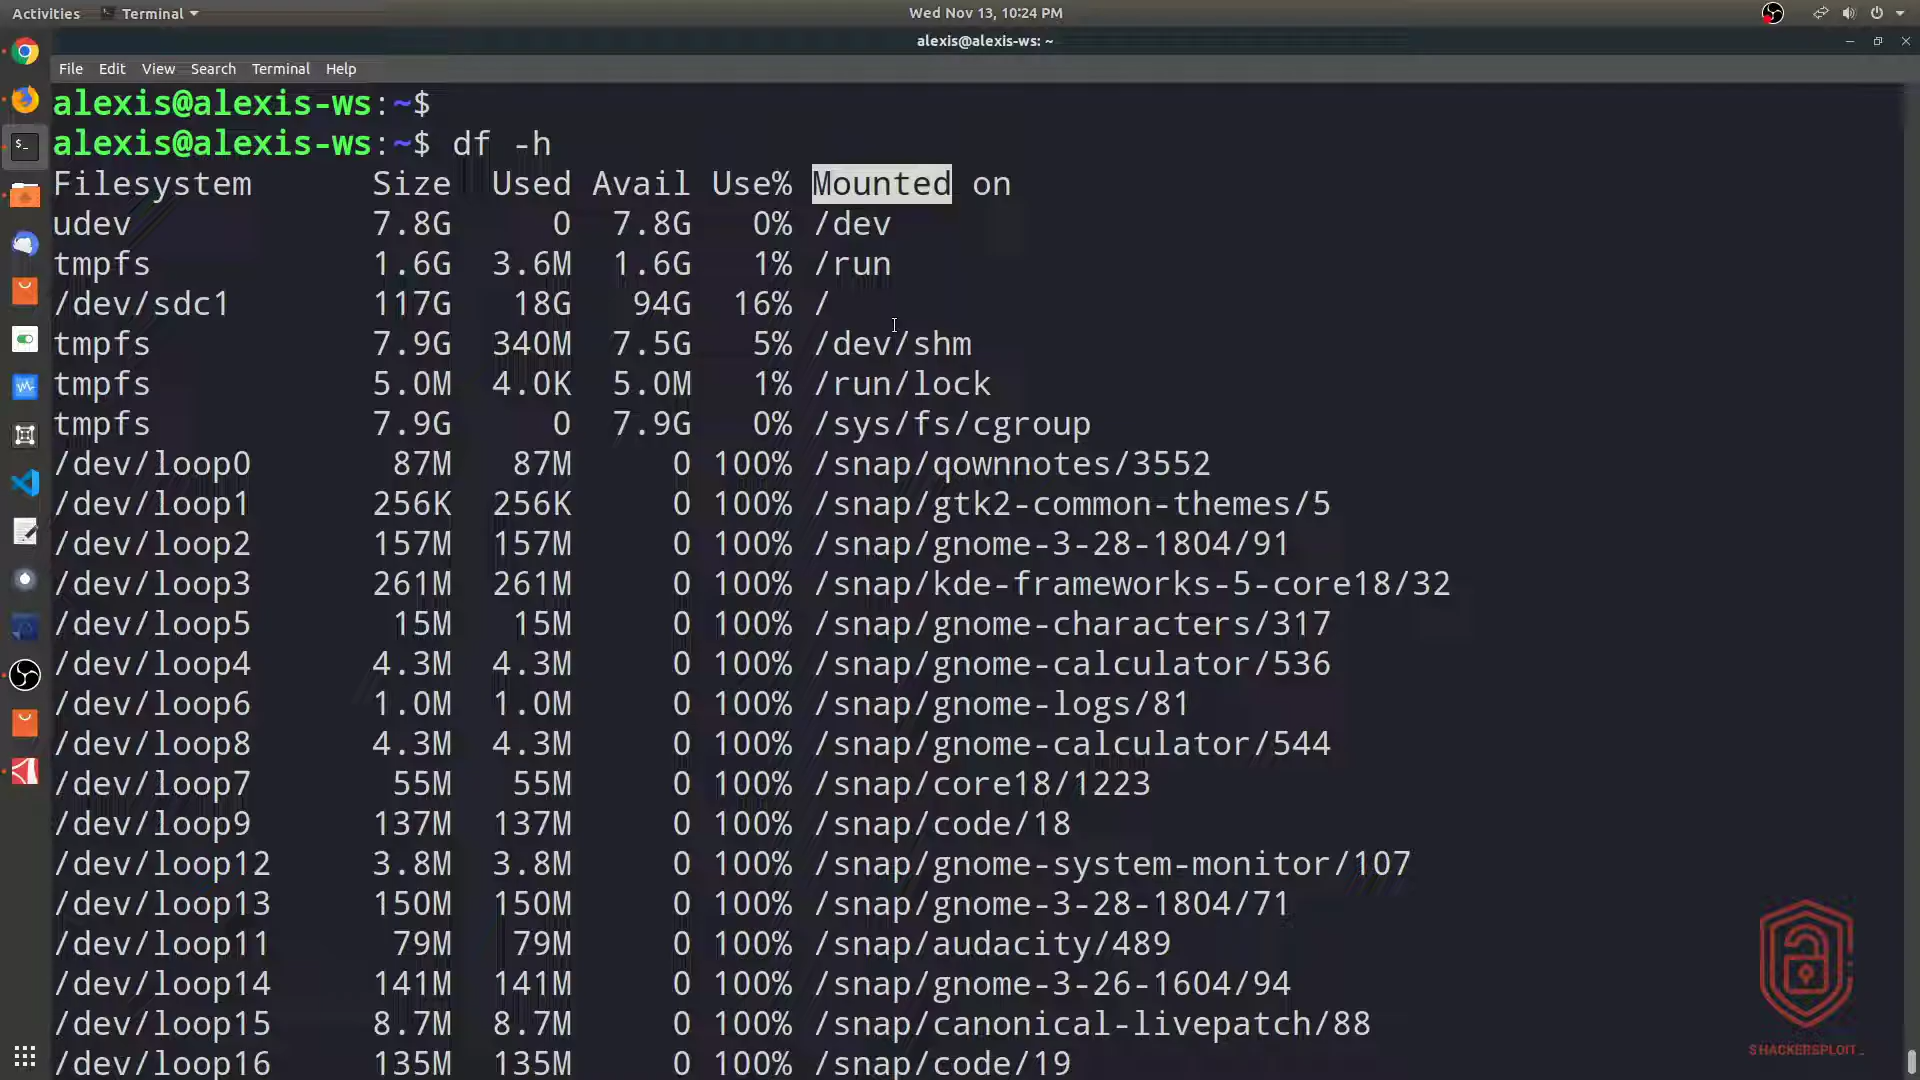 Activities Terminal Wed Nov 13, 10:24 PM
alexis@alexis-ws: ~
File Edit View Search Terminal Help
alexis@alexis-ws:~$
alexis@alexis-ws:~$ df -h
Filesystem Size Used Avail Use% Mounted on
udev 7.8G 0 7.8G 0% /dev
tmpfs 1.6G 3.6M 1.6G 1% /run
/dev/sdc1 117G 18G 94G 16% /
tmpfs 7.9G 340M 7.5G 5% /dev/shm
tmpfs 5.0M 4.0K 5.0M 1% /run/lock
tmpfs 7.9G 0 7.9G 0% /sys/fs/cgroup
/dev/loop0 87M 87M 0 100% /snap/qownnotes/3552
/dev/loop1 256K 256K 0 100% /snap/gtk2-common-themes/5
/dev/loop2 157M 157M 0 100% /snap/gnome-3-28-1804/91
/dev/loop3 261M 261M 0 100% /snap/kde-frameworks-5-core18/32
/dev/loop5 15M 15M 0 100% /snap/gnome-characters/317
/dev/loop4 4.3M 4.3M 0 100% /snap/gnome-calculator/536
/dev/loop6 1.0M 1.0M 0 100% /snap/gnome-logs/81
/dev/loop8 4.3M 4.3M 0 100% /snap/gnome-calculator/544
/dev/loop7 55M 55M 0 100% /snap/core18/1223
/dev/loop9 137M 137M 0 100% /snap/code/18
/dev/loop12 3.8M 3.8M 0 100% /snap/gnome-system-monitor/107
/dev/loop13 150M 150M 0 100% /snap/gnome-3-28-1804/71
/dev/loop11 79M 79M 0 100% /snap/audacity/489
/dev/loop14 141M 141M 0 100% /snap/gnome-3-26-1604/94
/dev/loop15 8.7M 8.7M 0 100% /snap/canonical-livepatch/88
/dev/loop16 135M 135M 0 100% /snap/code/19
$HACKERSPLOIT_